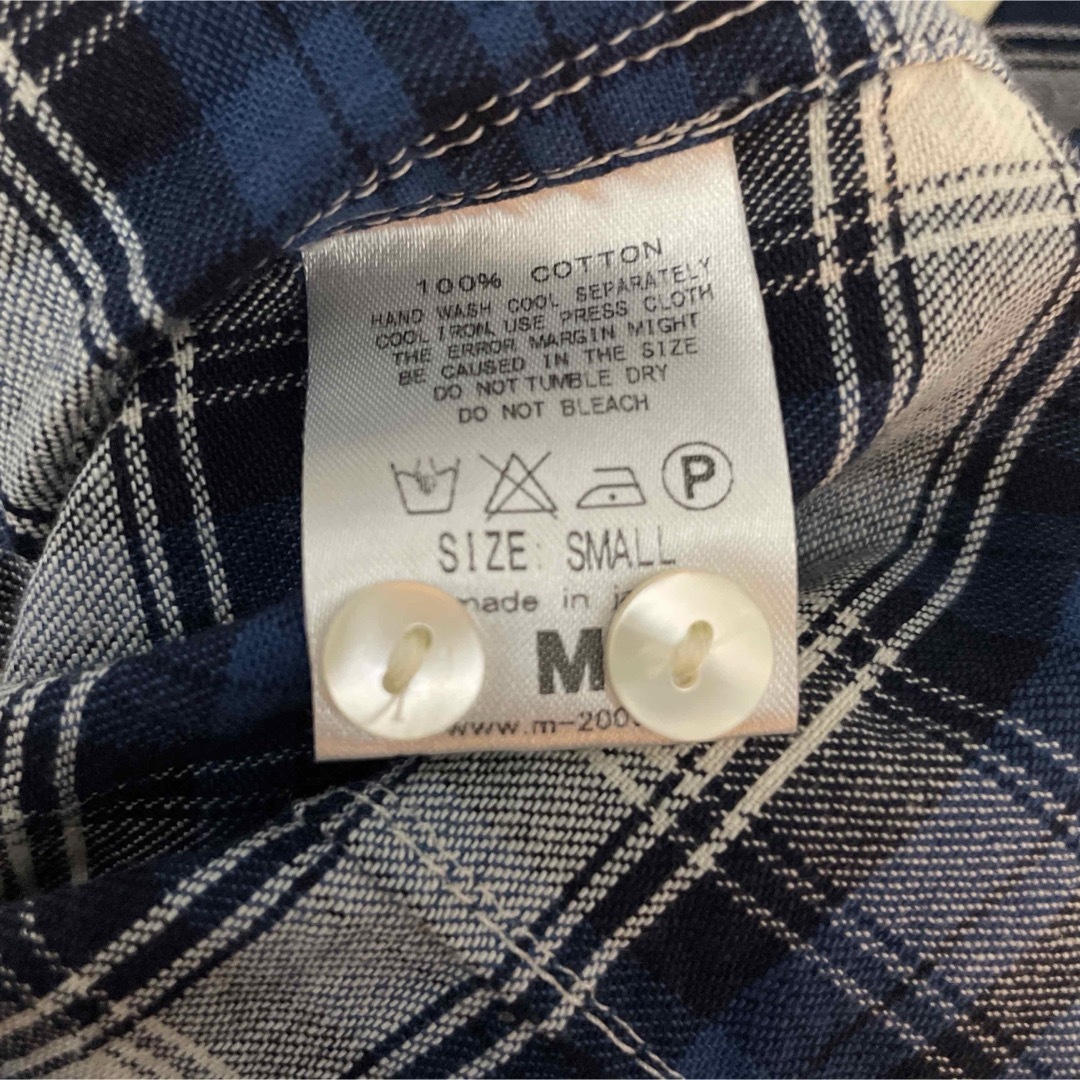 100% COTTON
HAND WASH COOL SEPARATELY
COOL IRON, USE PRESS CLOTH
THE ERROR MARGIN MIGHT
BE CAUSED IN THE SIZE
DO NOT TUMBLE DRY
DO NOT BLEACH
P
SIZE: SMALL
made in
M
www.m-200